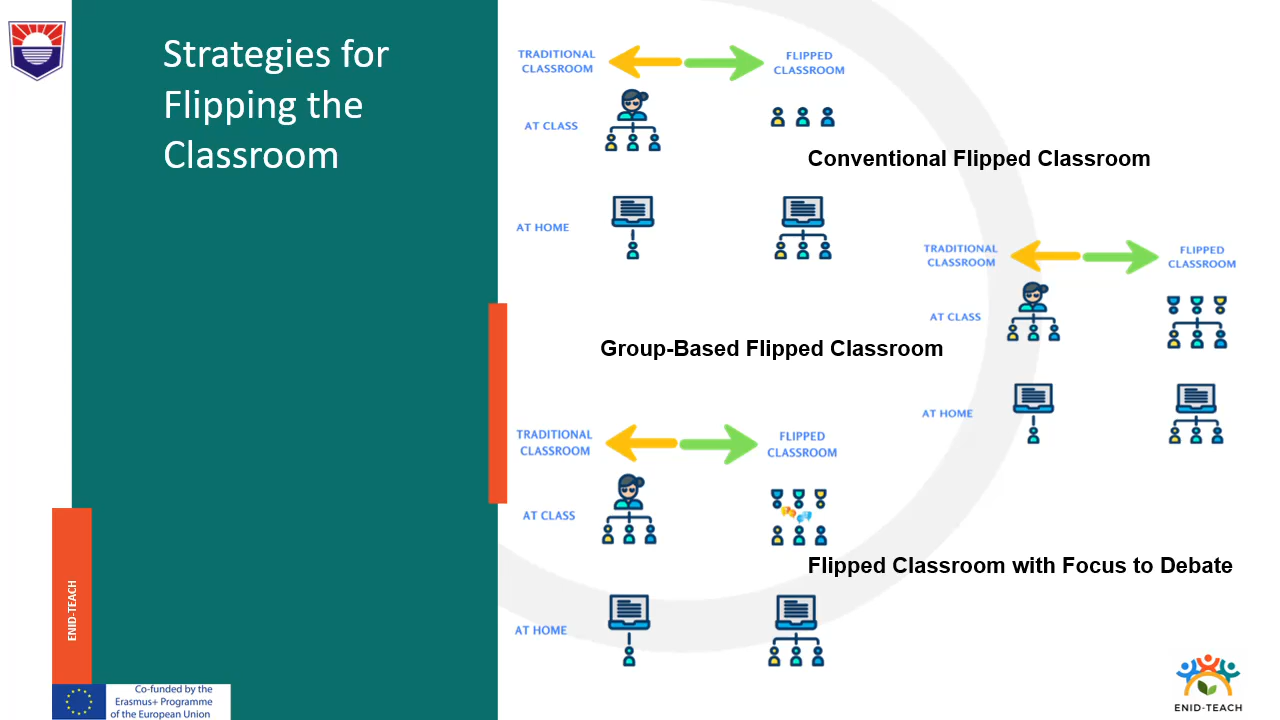 Strategies for
Flipping the
Classroom
TRADITIONAL
CLASSROOM
FLIPPED
CLASSROOM
AT CLASS
Conventional Flipped Classroom
AT HOME
TRADITIONAL
CLASSROOM
FLIPPED
CLASSROOM
AT CLASS
Group-Based Flipped Classroom
AT HOME
TRADITIONAL
CLASSROOM
FLIPPED
CLASSROOM
AT CLASS
Flipped Classroom with Focus to Debate
AT HOME
ENID-TEACH
Co-funded by the
Erasmus+ Programme
of the European Union
ENID-TEACH